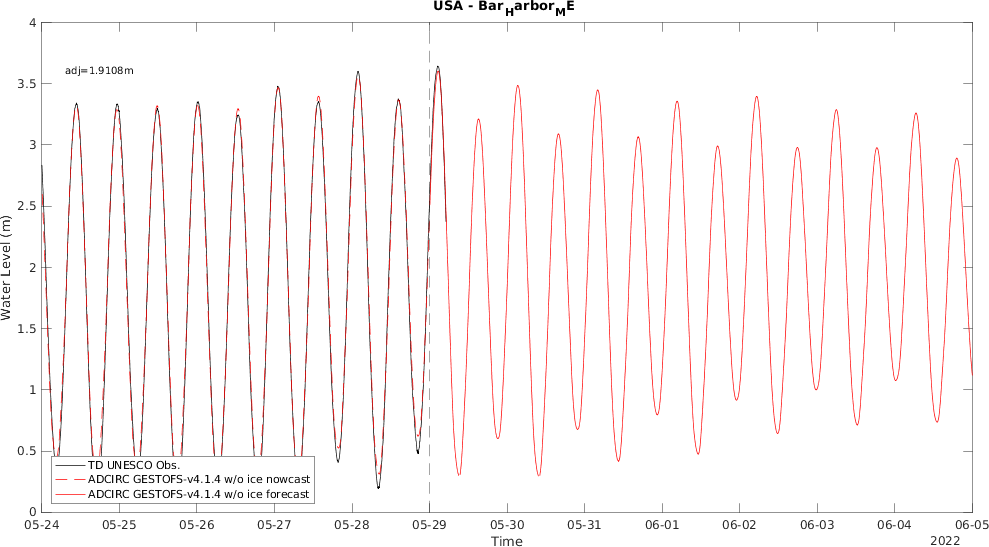 USA - Bar_Harbor_ME
4
adj=1.9108m
3.5
3
2.5
2
1.5
1
0.5
0
Water Level (m)
TD UNESCO Obs.
ADCIRC GESTOFS-v4.1.4 w/o ice nowcast
ADCIRC GESTOFS-v4.1.4 w/o ice forecast
05-24 05-25 05-26 05-27 05-28 05-29 05-30 05-31 06-01 06-02 06-03 06-04 06-05
Time
2022